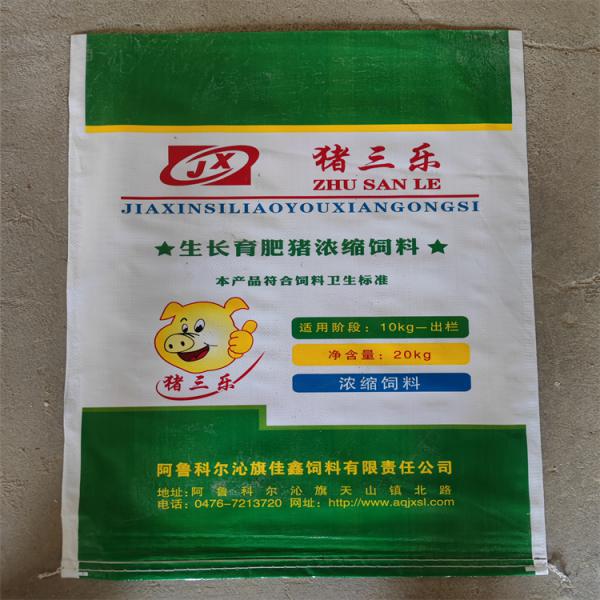 JX
猪三乐
ZHU SAN LE
JIAXINSILIAOYOUXIANGONGSI
★生长育肥猪浓缩饲料★
本产品符合饲料卫生标准
适用阶段：10kg—出栏
净含量：20kg
浓缩饲料
猪三乐
阿鲁科尔沁旗佳鑫饲料有限责任公司
地址:阿鲁科尔沁旗天山镇北路
电话：0476-7213720 网址：http://www.aqjxsl.com